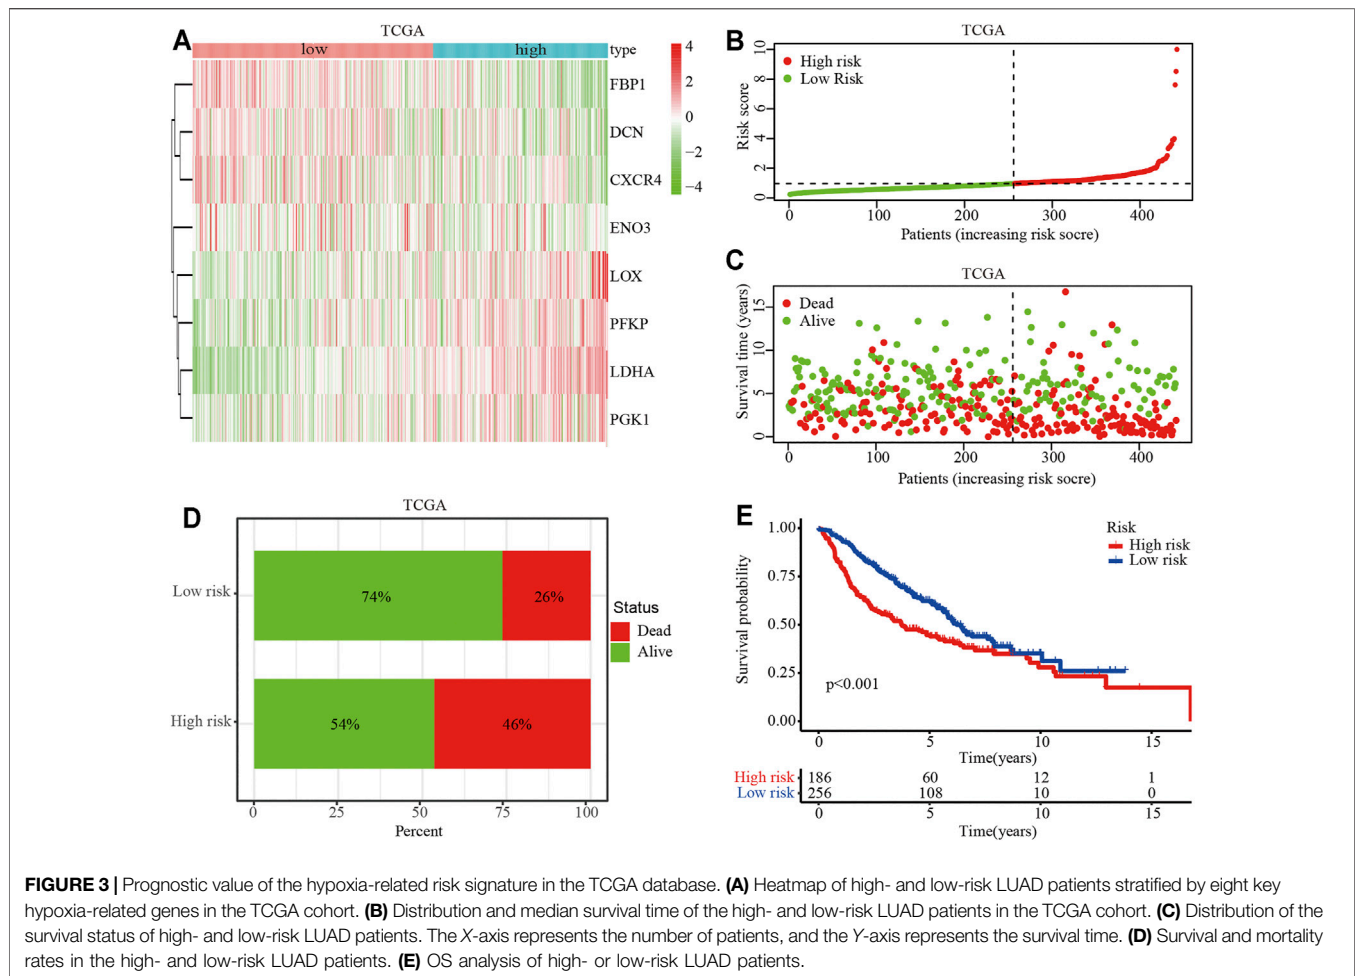 A
TCGA
low
high
type
FBP1
DCN
CXCR4
ENO3
LOX
PFKP
LDHA
PGK1
4
2
0
−2
−4
B
TCGA
High risk
Low Risk
Risk score
0 2 4 6 8 10
0 100 200 300 400
Patients (increasing risk socre)
C
TCGA
Dead
Alive
Survival time (years)
0 5 10 15
0 100 200 300 400
Patients (increasing risk socre)
D
TCGA
Low risk
74%
26%
High risk
54%
46%
0 25 50 75 100
Percent
Status
Dead
Alive
E
Risk
High risk
Low risk
Survival probability
1.00
0.75
0.50
0.25
0.00
p<0.001
0 5 10 15
Time(years)
High risk 186 60 12 1
Low risk 256 108 10 0
0 5 10 15
Time(years)
FIGURE 3 | Prognostic value of the hypoxia-related risk signature in the TCGA database. (A) Heatmap of high- and low-risk LUAD patients stratified by eight key
hypoxia-related genes in the TCGA cohort. (B) Distribution and median survival time of the high- and low-risk LUAD patients in the TCGA cohort. (C) Distribution of the
survival status of high- and low-risk LUAD patients. The X-axis represents the number of patients, and the Y-axis represents the survival time. (D) Survival and mortality
rates in the high- and low-risk LUAD patients. (E) OS analysis of high- or low-risk LUAD patients.